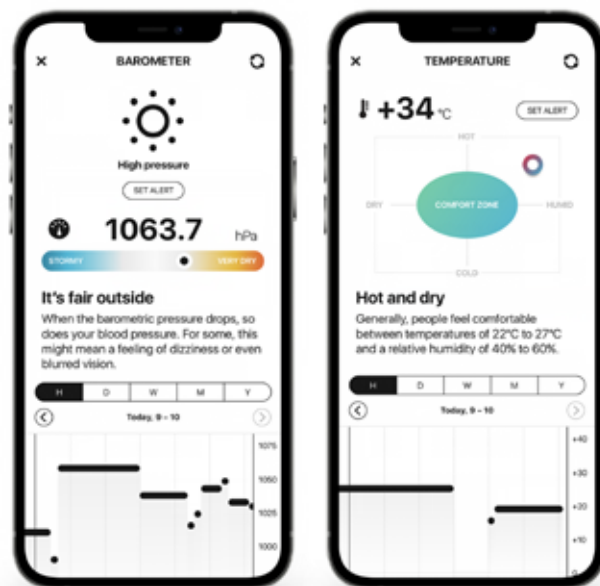 BAROMETER
High pressure
SET ALERT
1063.7 hPa
STORMY VERY DRY
It's fair outside
When the barometric pressure drops, so
does your blood pressure. For some, this
might mean a feeling of dizziness or even
blurred vision.
H D W M Y
Today, 9 – 10
1075
1050
1025
1000
TEMPERATURE
+34 °C
SET ALERT
HOT
DRY COMFORT ZONE HUMID
COLD
Hot and dry
Generally, people feel comfortable
between temperatures of 22°C to 27°C
and a relative humidity of 40% to 60%.
H D W M Y
Today, 9 – 10
+40
+30
+20
+10
0